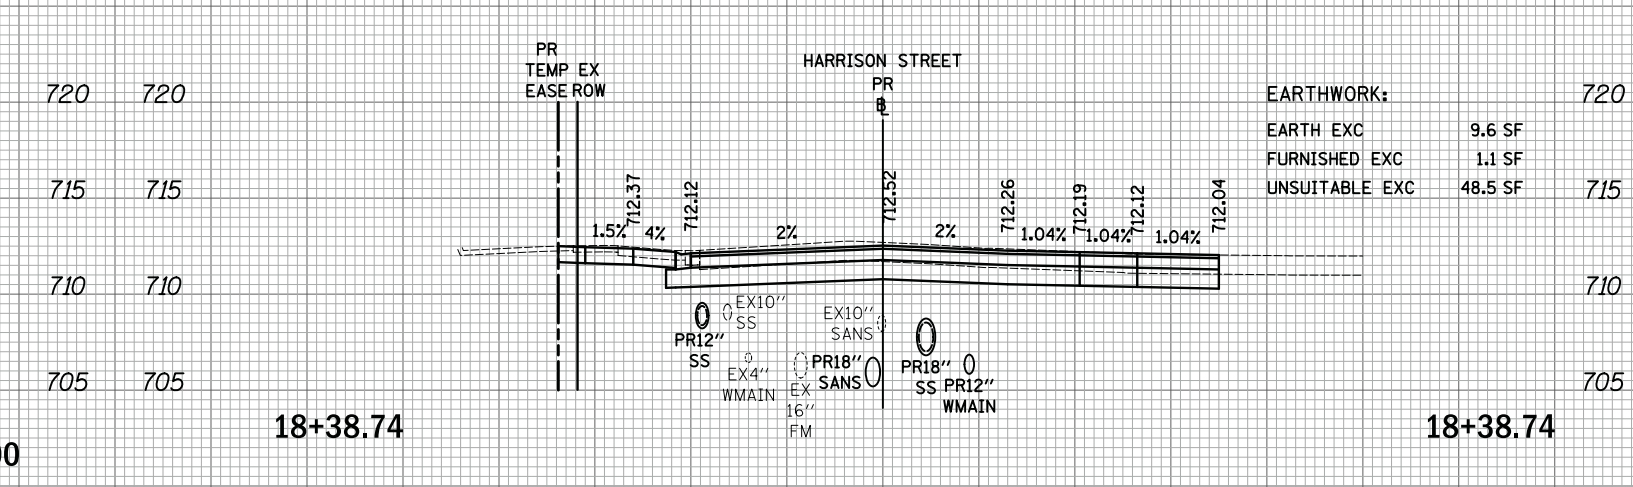 PR
TEMP EX
EASE ROW
HARRISON STREET
PR
720 720
EARTHWORK:
720
EARTH EXC 9.6 SF
FURNISHED EXC 1.1 SF
UNSUITABLE EXC 48.5 SF
715 715
715
712.37
712.12
712.52
712.26
712.19
712.12
712.04
1.5%
4%
2%
2%
1.04%
1.04%
1.04%
710 710
710
EX10"
SS
PR12"
SS
EX10"
SANS
EX4"
WMAIN
EX
16"
FM
PR18"
SANS
PR18"
SS
PR12"
WMAIN
705 705
705
18+38.74
18+38.74